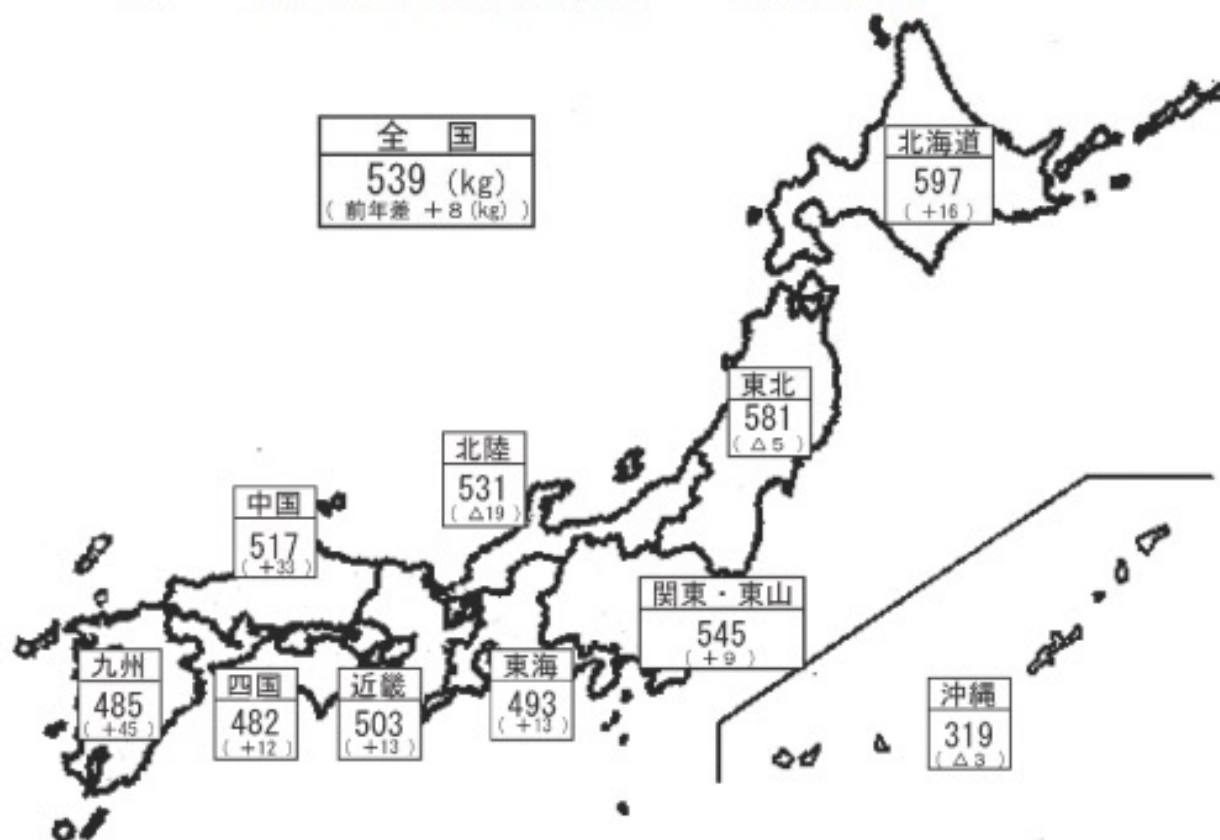 全 国
539 (kg)
( 前年差 +8 (kg) )
北海道
597
( +16 )
東北
581
( △5 )
北陸
531
( △19 )
中国
517
( +33 )
関東・東山
545
( +9 )
九州
485
( +45 )
四国
482
( +12 )
近畿
503
( +13 )
東海
493
( +13 )
沖縄
319
( △3 )